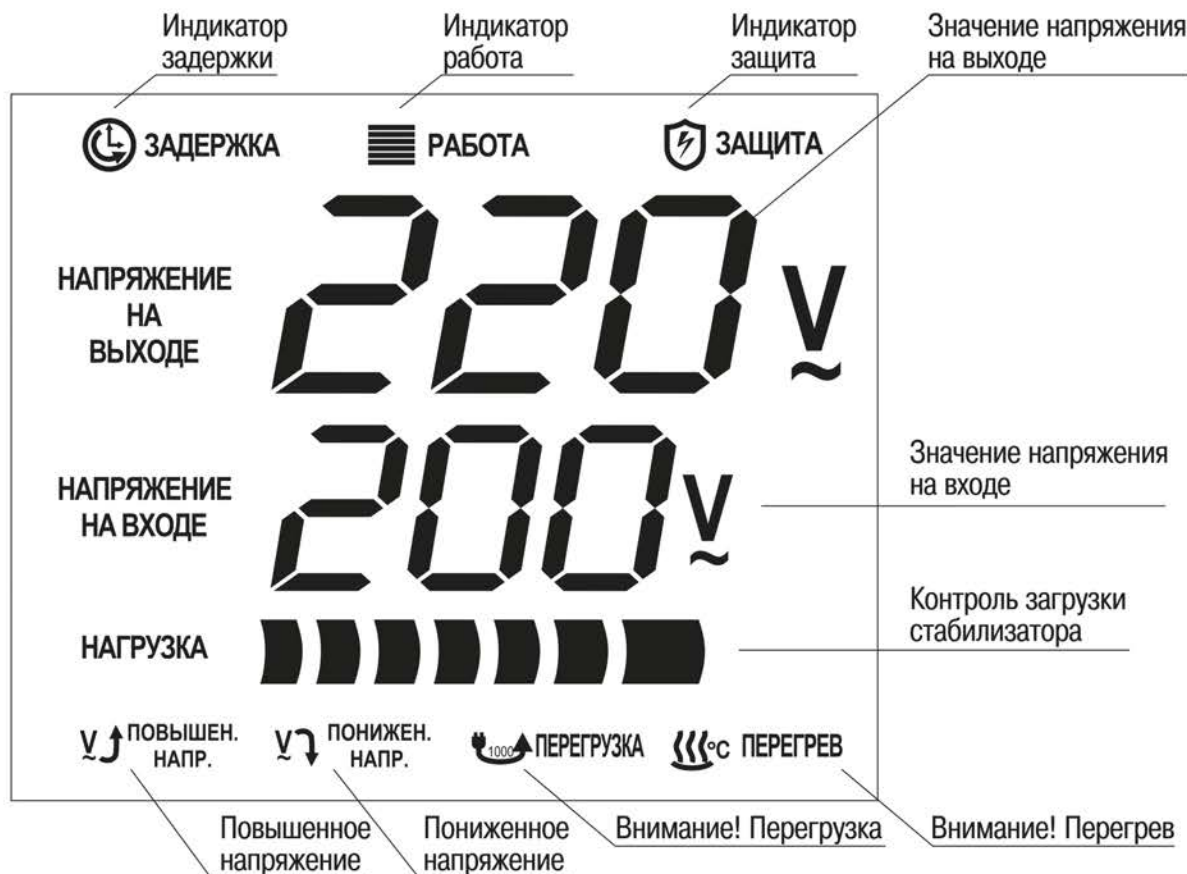 Индикатор
задержки
Индикатор
работа
Индикатор
защита
Значение напряжения
на выходе
ЗАДЕРЖКА
РАБОТА
ЗАЩИТА
НАПРЯЖЕНИЕ
НА
ВЫХОДЕ
220 V
~
НАПРЯЖЕНИЕ
НА ВХОДЕ
200 V
~
Значение напряжения
на входе
НАГРУЗКА
Контроль загрузки
стабилизатора
V
~
ПОВЫШЕН.
НАПР.
V
~
ПОНИЖЕН.
НАПР.
1000
ПЕРЕГРУЗКА
°C ПЕРЕГРЕВ
Повышенное
напряжение
Пониженное
напряжение
Внимание! Перегрузка
Внимание! Перегрев